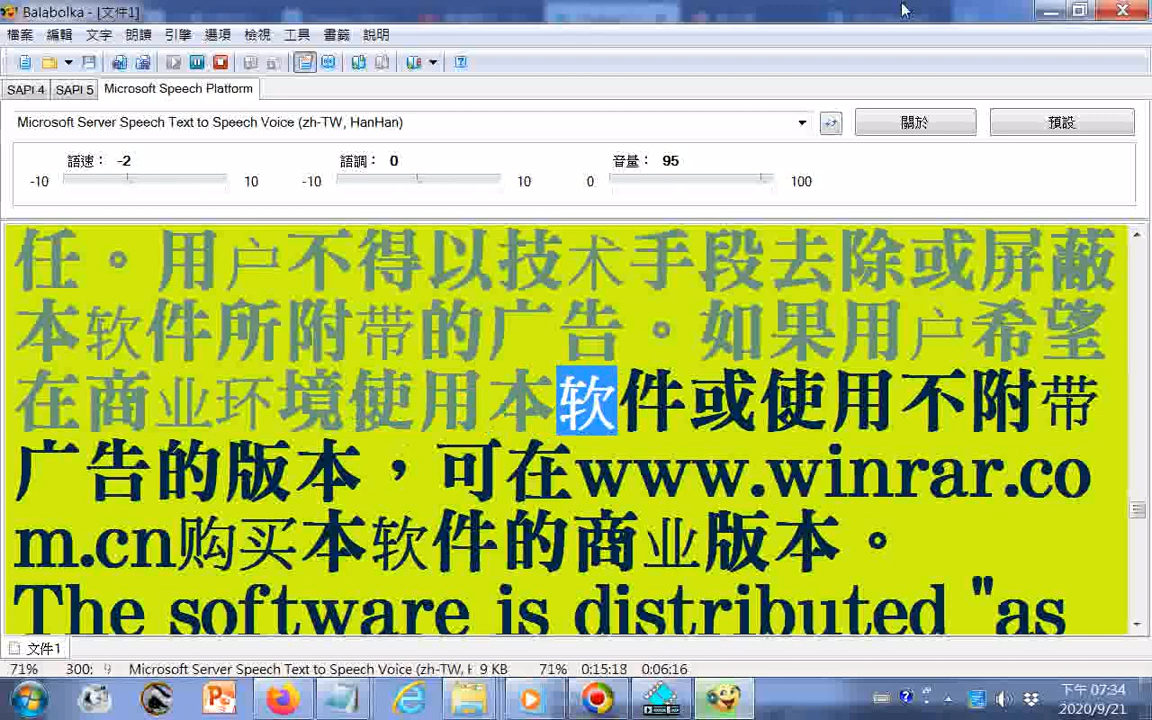 Balabolka - [文件1]
檔案 編輯 文字 朗讀 引擎 選項 檢視 工具 書籤 說明
SAPI 4 SAPI 5 Microsoft Speech Platform
Microsoft Server Speech Text to Speech Voice (zh-TW, HanHan) 關於 預設
語速： -2 語調： 0 音量： 95
-10 10 -10 10 0 100
任。用户不得以技术手段去除或屏蔽
本软件所附带的广告。如果用户希望
在商业环境使用本软件或使用不附带
广告的版本，可在www.winrar.co
m.cn购买本软件的商业版本。
The software is distributed "as
文件1
71% 300: 9 Microsoft Server Speech Text to Speech Voice (zh-TW, 9 KB 71% 0:15:18 0:06:16
下午 07:34
2020/9/21